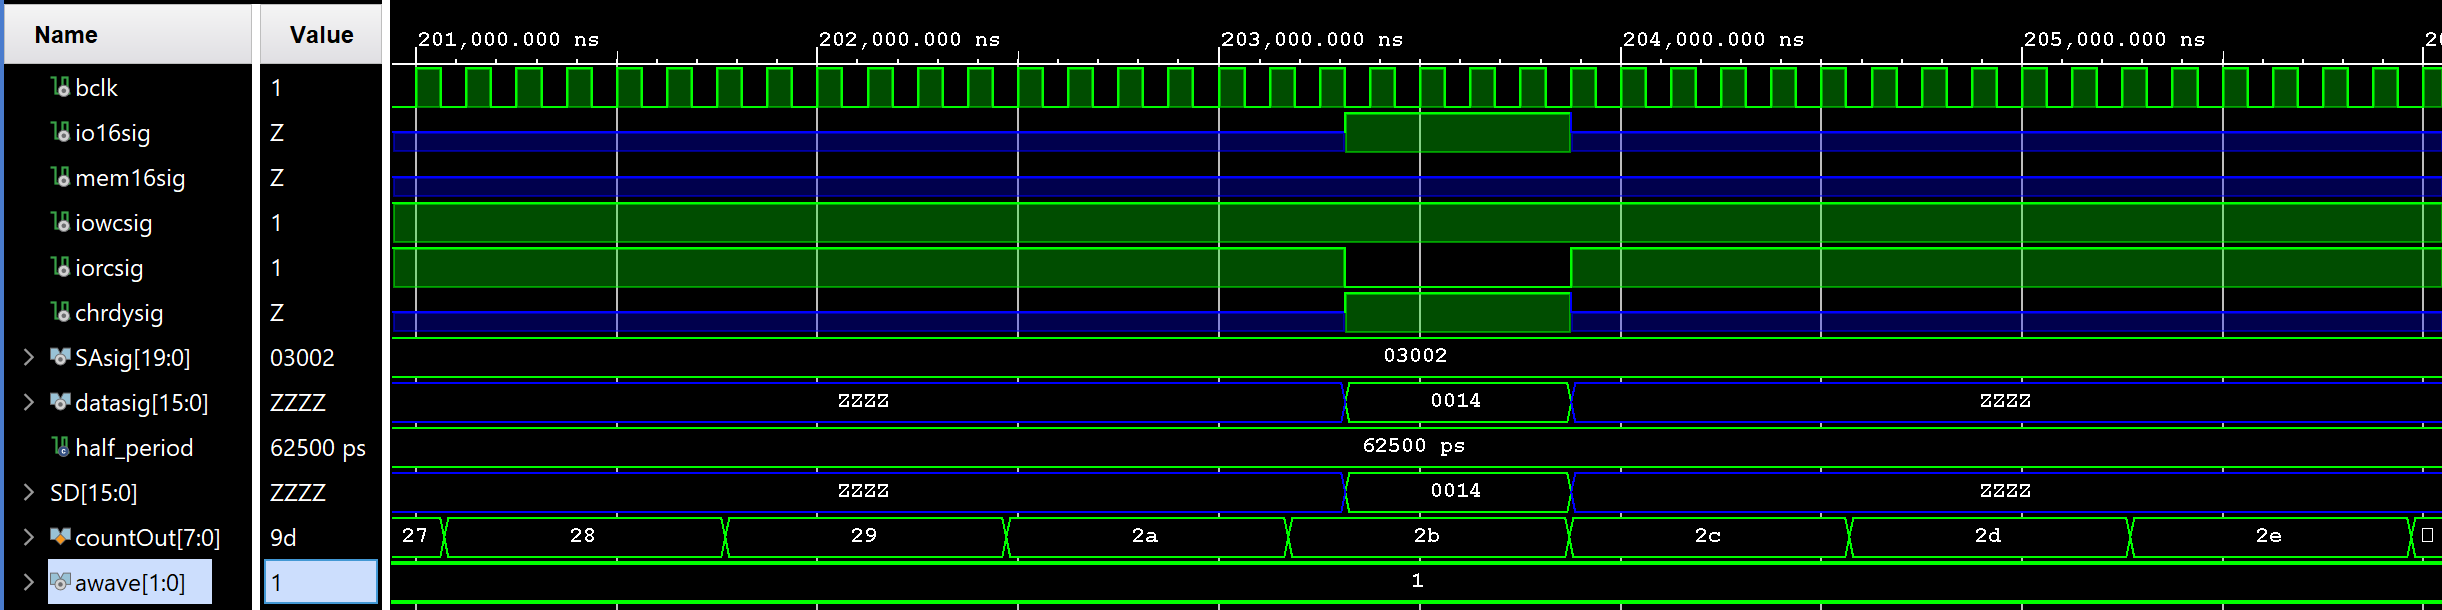 Name Value 201,000.000 ns 202,000.000 ns 203,000.000 ns 204,000.000 ns 205,000.000 ns
bclk 1
io16sig Z
mem16sig Z
iowcsig 1
iorcsig 1
chrdysig Z
SAsig[19:0] 03002 03002
datasig[15:0] ZZZZ ZZZZ 0014 ZZZZ
half_period 62500 ps 62500 ps
SD[15:0] ZZZZ ZZZZ 0014 ZZZZ
countOut[7:0] 9d 27 28 29 2a 2b 2c 2d 2e
awave[1:0] 1 1